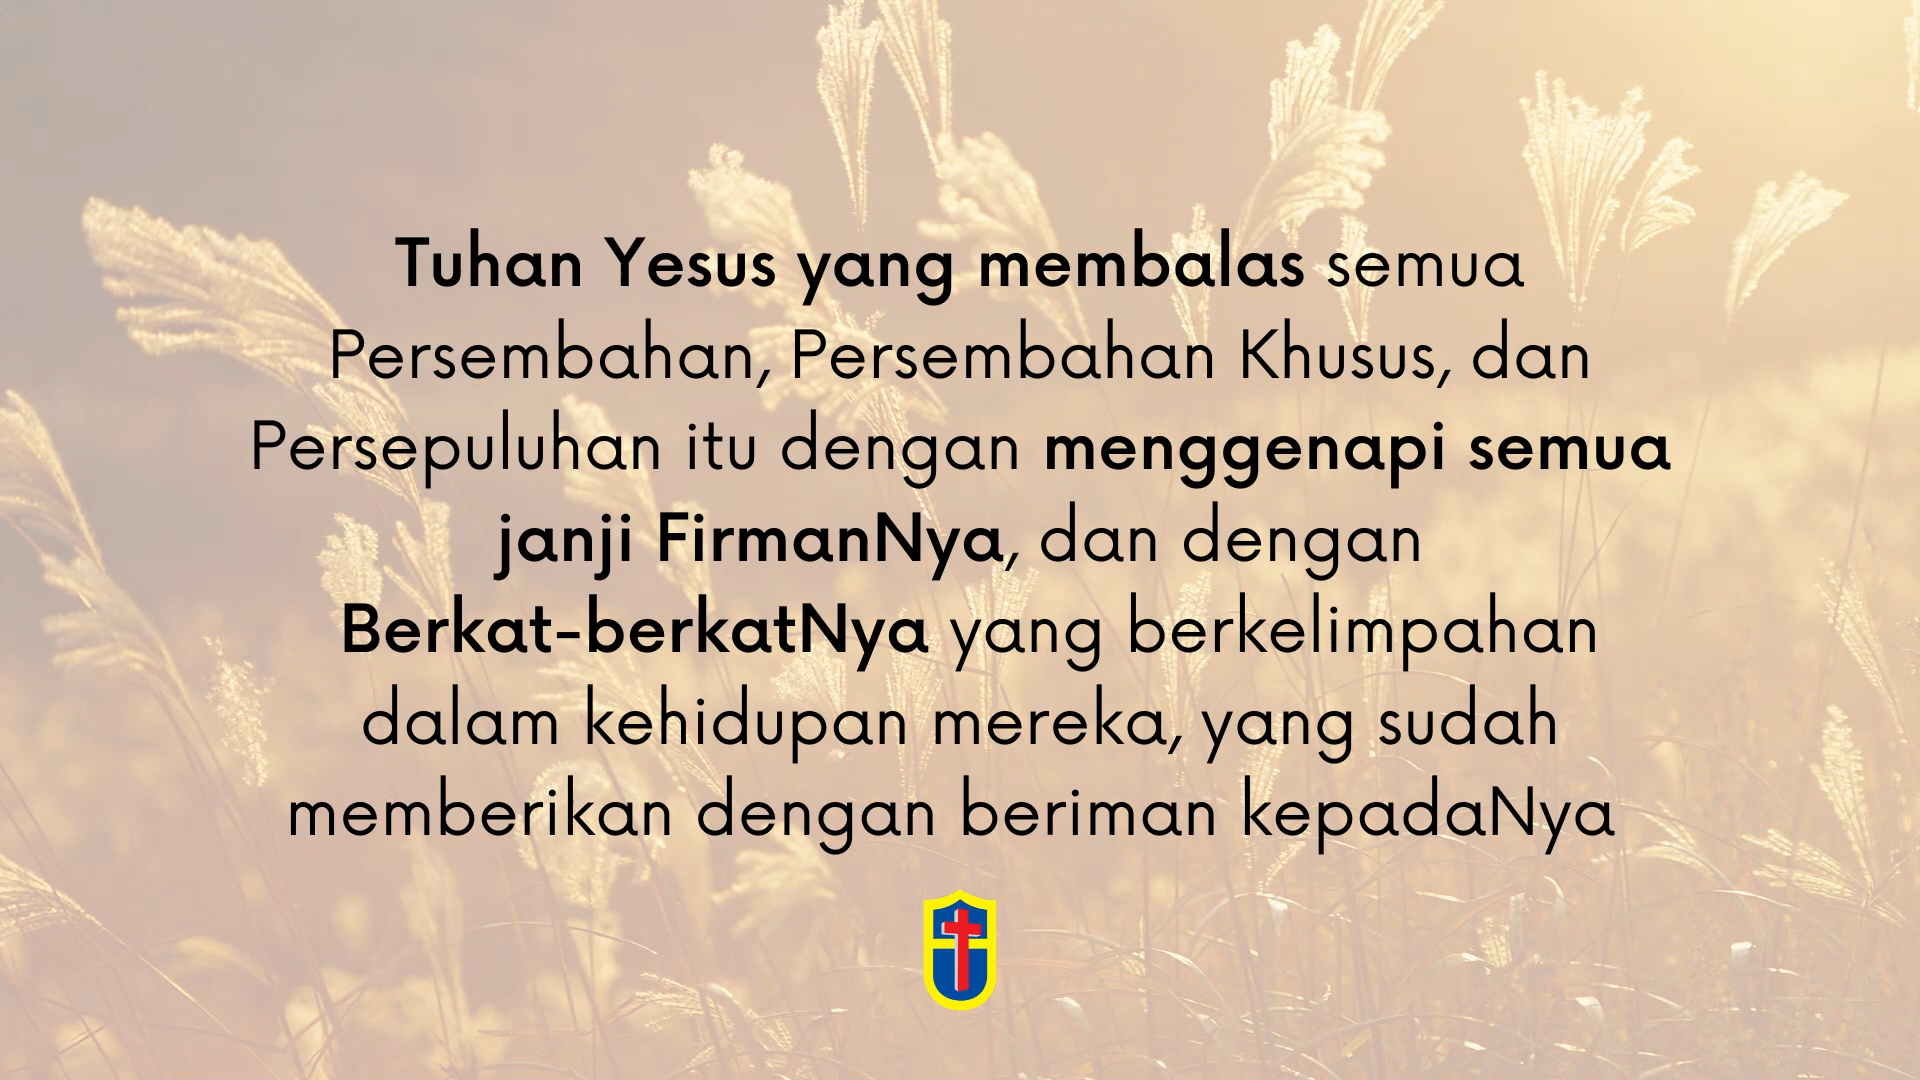 Tuhan Yesus yang membalas semua
Persembahan, Persembahan Khusus, dan
Persepuluhan itu dengan menggenapi semua
janji FirmanNya, dan dengan
Berkat-berkatNya yang berkelimpahan
dalam kehidupan mereka, yang sudah
memberikan dengan beriman kepadaNya